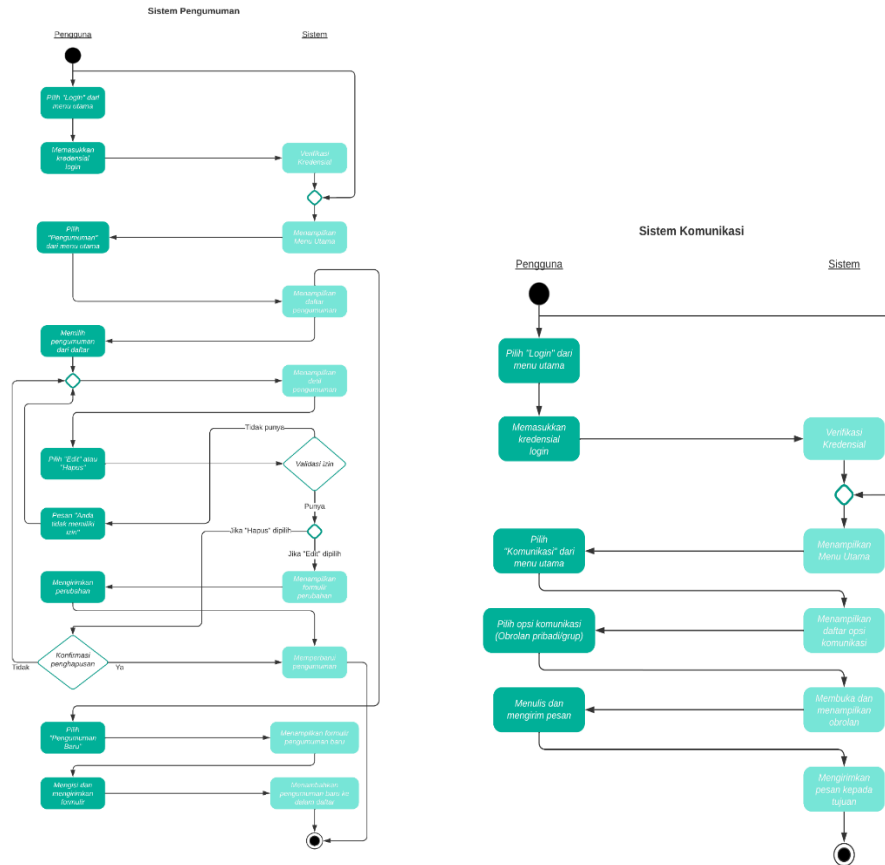 Sistem Pengumuman
Pengguna
Sistem
Pilih "Login" dari
menu utama
Memasukkan
kredensial
login
Verifikasi
Kredensial
Pilih
"Pengumuman"
dari menu utama
Menampilkan
Menu Utama
Menampilkan
daftar
pengumuman
Memilih
pengumuman
dari daftar
Menampilkan
pengumuman
Tidak punya
Pilih "Edit" atau
"Hapus"
Validasi izin
Punya
Pesan "Anda
tidak memiliki
izin"
Jika "Hapus" dipilih
Jika "Edit" dipilih
Mengirimkan
perubahan
Menampilkan
formulir
perubahan
Konfirmasi
penghapusan
Tidak
Ya
Memperbarui
pengumuman
Pilih
"Pengumuman
Baru"
Menampilkan formulir
pengumuman baru
Mengisi dan
mengirimkan
formulir
Menambahkan
pengumuman baru ke
dalam daftar
Sistem Komunikasi
Pengguna
Sistem
Pilih "Login" dari
menu utama
Memasukkan
kredensial
login
Verifikasi
Kredensial
Pilih
"Komunikasi" dari
menu utama
Menampilkan
Menu Utama
Pilih opsi komunikasi
(Obrolan pribadi/grup)
Menampilkan
daftar opsi
komunikasi
Menulis dan
mengirim pesan
Membuka dan
menampilkan
obrolan
Mengirimkan
pesan kepada
tujuan